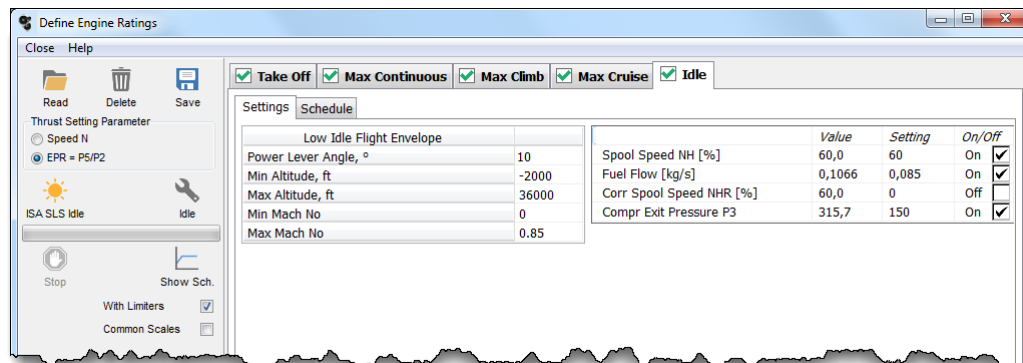 Define Engine Ratings
Close Help
Read Delete Save
Thrust Setting Parameter
Speed N
EPR = P5/P2
ISA SLS Idle Idle
Stop Show Sch.
With Limiters
Common Scales
Take Off Max Continuous Max Climb Max Cruise Idle
Settings Schedule
Low Idle Flight Envelope
Power Lever Angle, ° 10
Min Altitude, ft -2000
Max Altitude, ft 36000
Min Mach No 0
Max Mach No 0.85
Value Setting On/Off
Spool Speed NH [%] 60,0 60 On
Fuel Flow [kg/s] 0,1066 0,085 On
Corr Spool Speed NHR [%] 60,0 0 Off
Compr Exit Pressure P3 315,7 150 On